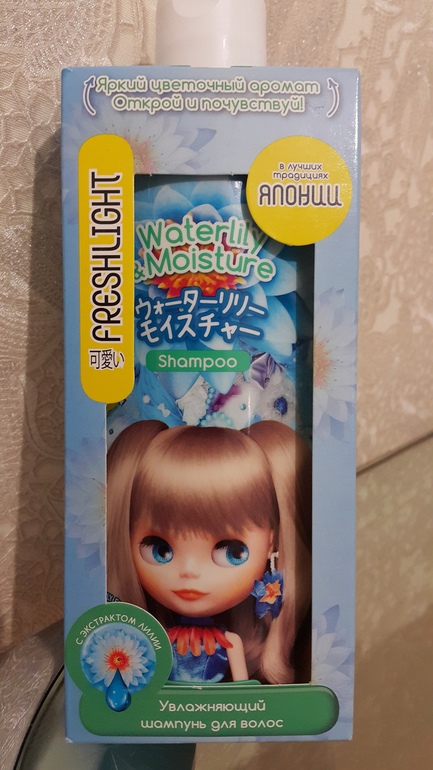 Яркий цветочный аромат
Открой и почувствуй!
в лучших
традициях
ЯПОНИИ
FRESHLIGHT
可愛い
Waterlily
&Moisture
ウォーターリリー
モイスチャー
Shampoo
С ЭКСТРАКТОМ ЛИЛИИ
Увлажняющий
шампунь для волос